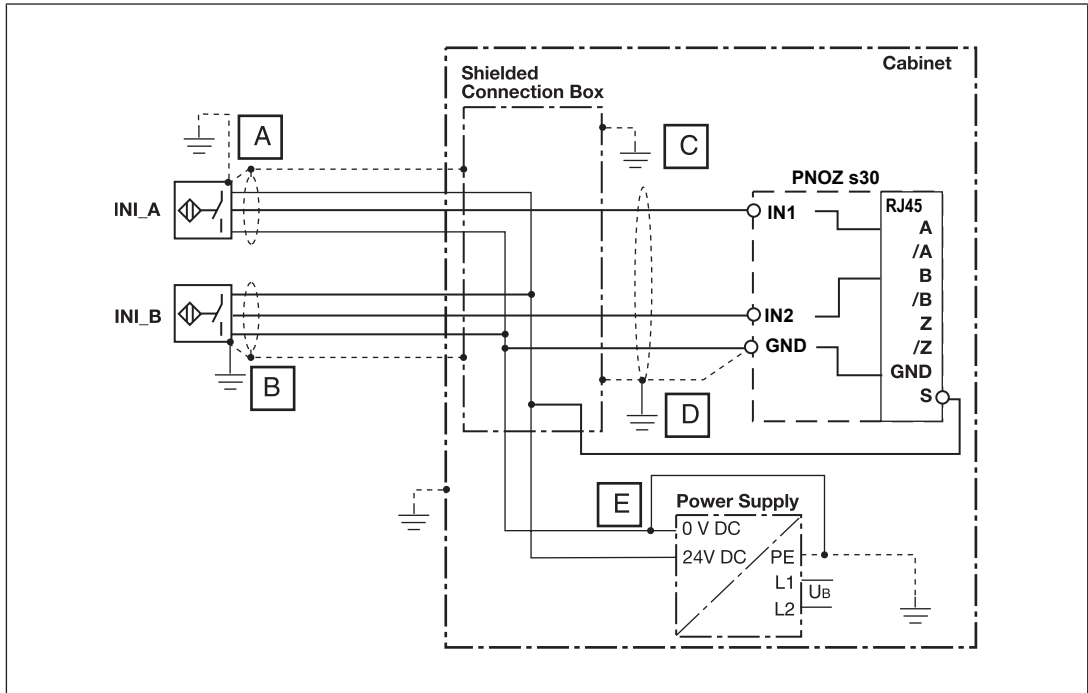 Cabinet
Shielded
Connection Box
A
C
PNOZ s30
INI_A
IN1
RJ45
A
/A
B
/B
Z
/Z
GND
S
INI_B
IN2
GND
B
D
E
Power Supply
0 V DC
24V DC
PE
L1
UB
L2